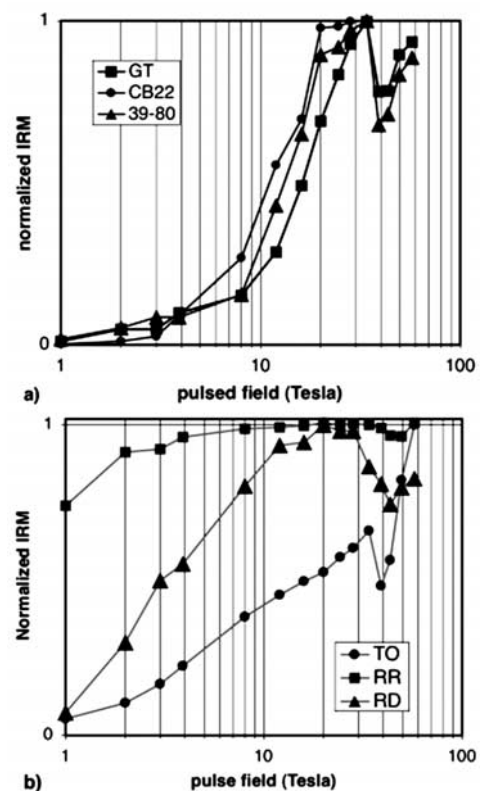 1
GT
CB22
39-80
normalized IRM
0
1
10
100
a)
pulsed field (Tesla)
1
Normalized IRM
TO
RR
RD
0
1
10
100
b)
pulse field (Tesla)